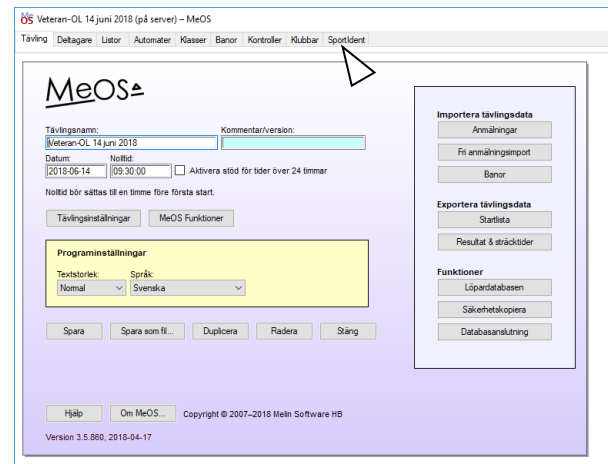 MeOS Veteran-OL 14 juni 2018 (på server) – MeOS
Tävling Deltagare Listor Automater Klasser Banor Kontroller Klubbar SportIdent
MeOS
Tävlingsnamn: Kommentar/version:
Veteran-OL 14 juni 2018
Datum: Nolltid:
2018-06-14 09:30:00 Aktivera stöd för tider över 24 timmar
Nolltid bör sättas till en timme före första start.
Tävlingsinställningar MeOS Funktioner
Programinställningar
Textstorlek: Språk:
Normal Svenska
Spara Spara som fil... Duplicera Radera Stäng
Importera tävlingsdata
Anmälningar
Fri anmälningsimport
Banor
Exportera tävlingsdata
Startlista
Resultat & sträcktider
Funktioner
Löpardatabasen
Säkerhetskopiera
Databasanslutning
Hjälp Om MeOS... Copyright © 2007–2018 Melin Software HB
Version 3.5.860, 2018-04-17